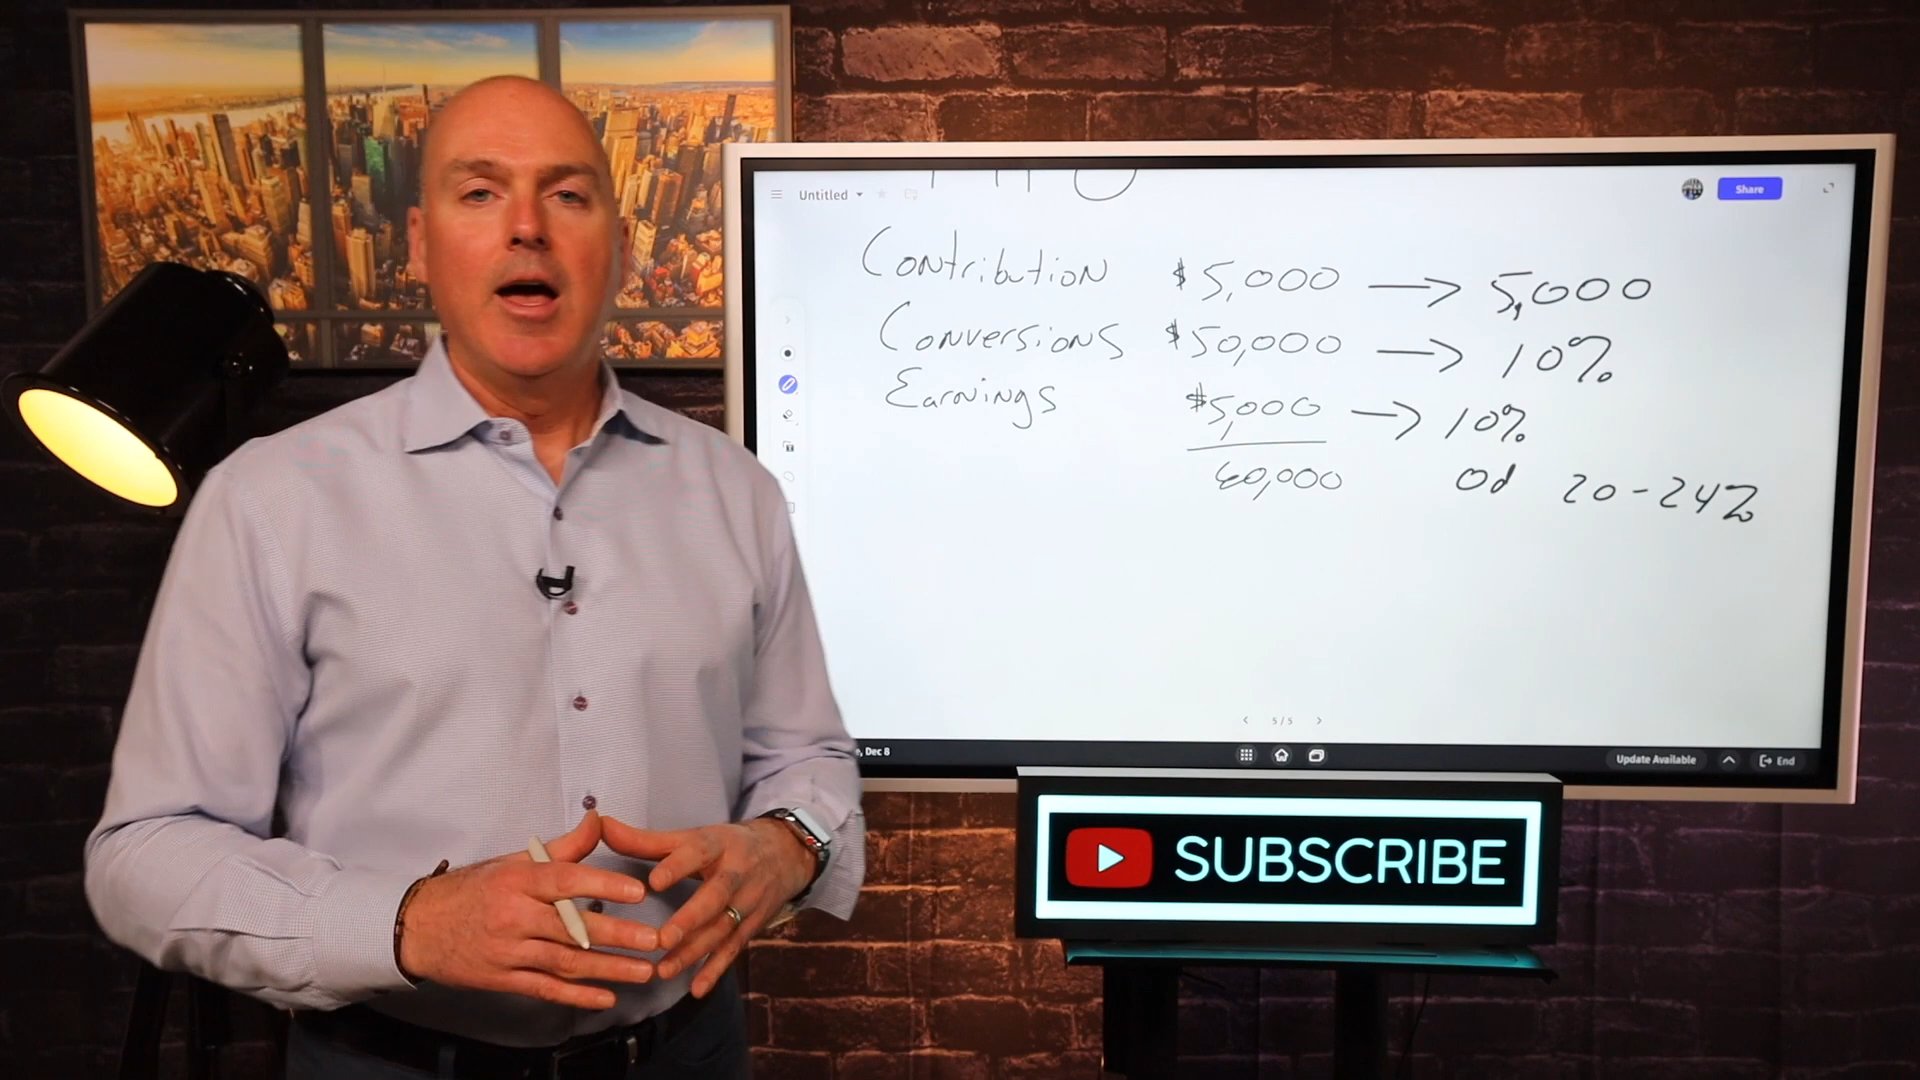 Untitled
Share
Contribution $5,000 → 5,000
Conversions $50,000 → 10%
Earnings $5,000 → 10%
60,000 Od 20-24%
5/5
Dec 8
Update Available
End
SUBSCRIBE